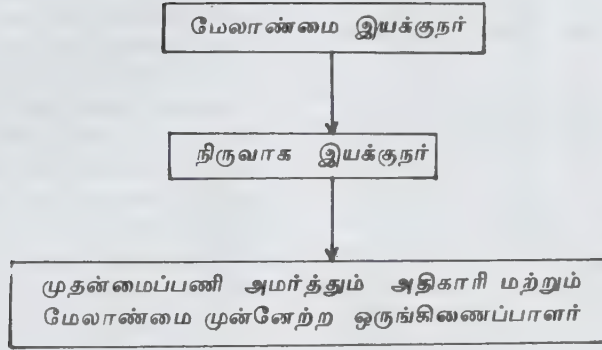 மேலாண்மை இயக்குநர்
நிருவாக இயக்குநர்
முதன்மைப்பணி அமர்த்தும் அதிகாரி மற்றும்
மேலாண்மை முன்னேற்ற ஒருங்கிணைப்பாளர்